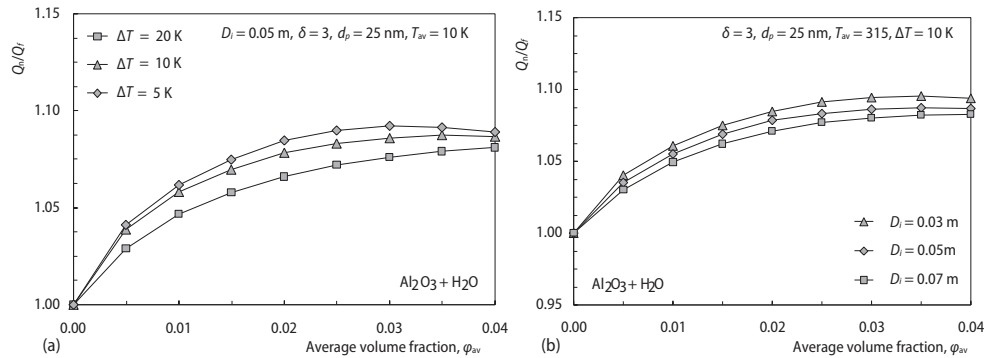 1.15
Qn/Qf
1.10
1.05
1.00
ΔT = 20 K
ΔT = 10 K
ΔT = 5 K
Di = 0.05 m, δ = 3, dp = 25 nm, Tav = 10 K
Al2O3 + H2O
0.00 0.01 0.02 0.03 0.04
(a) Average volume fraction, φav
1.15
Qn/Qf
1.10
1.05
1.00
0.95
δ = 3, dp = 25 nm, Tav = 315, ΔT = 10 K
Di = 0.03 m
Di = 0.05m
Di = 0.07 m
Al2O3 + H2O
0.00 0.01 0.02 0.03 0.04
(b) Average volume fraction, φav